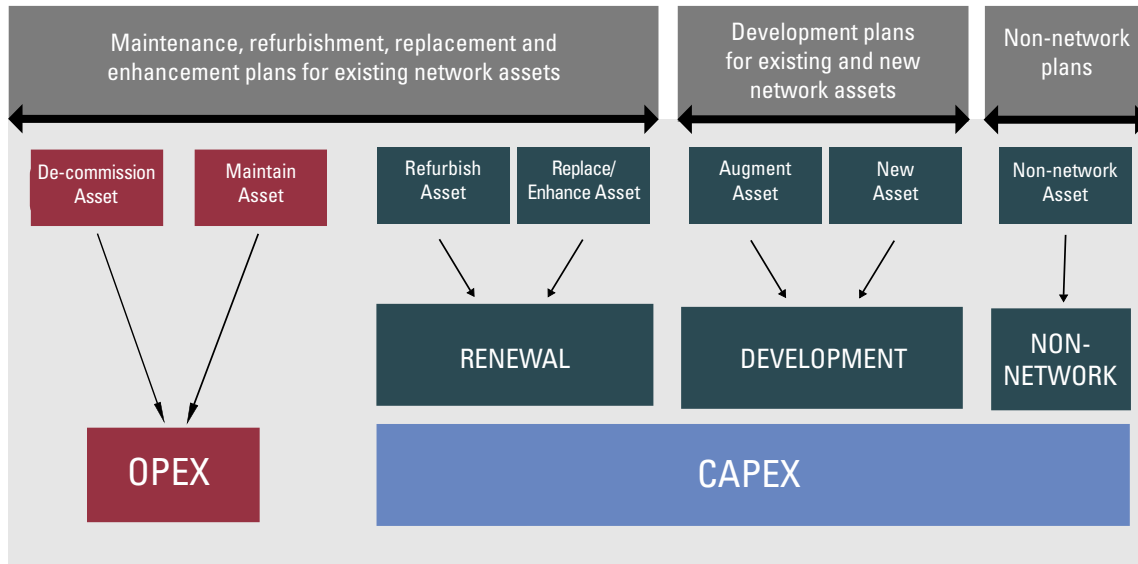 Maintenance, refurbishment, replacement and
enhancement plans for existing network assets
Development plans
for existing and new
network assets
Non-network
plans
De-commission
Asset
Maintain
Asset
Refurbish
Asset
Replace/
Enhance Asset
Augment
Asset
New
Asset
Non-network
Asset
RENEWAL
DEVELOPMENT
NON-
NETWORK
OPEX
CAPEX